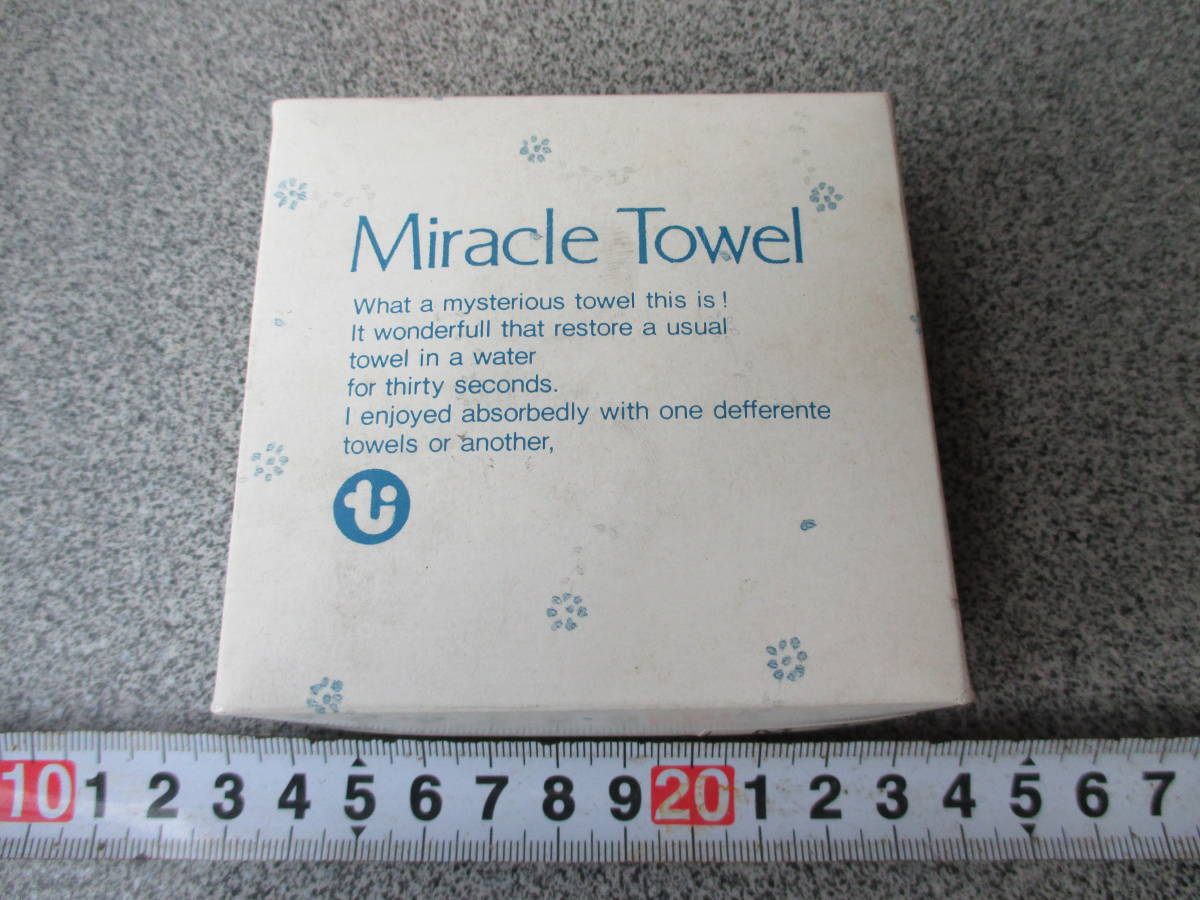 Miracle Towel
What a mysterious towel this is !
It wonderfull that restore a usual
towel in a water
for thirty seconds.
I enjoyed absorbedly with one defferente
towels or another,
ti
10 1 2 3 4 5 6 7 8 9 20 1 2 3 4 5 6 7